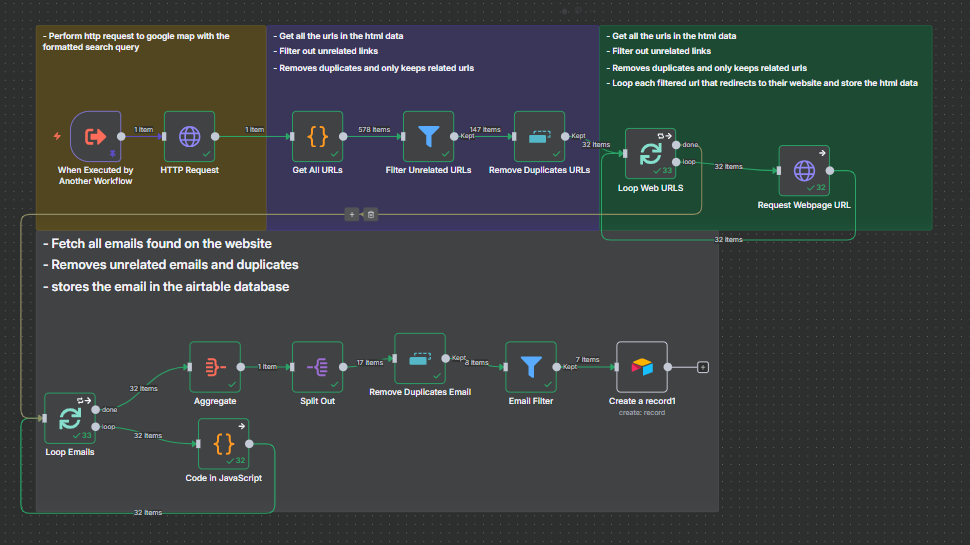 - Perform http request to google map with the
formatted search query
- Get all the urls in the html data
- Filter out unrelated links
- Removes duplicates and only keeps related urls
- Get all the urls in the html data
- Filter out unrelated links
- Removes duplicates and only keeps related urls
- Loop each filtered url that redirects to their website and store the html data
1 item
1 item
578 items
Kept
147 items
Kept
32 items
done
loop
33
32 items
32
When Executed by
Another Workflow
HTTP Request
Get All URLs
Filter Unrelated URLs
Remove Duplicates URLs
Loop Web URLS
Request Webpage URL
32 items
- Fetch all emails found on the website
- Removes unrelated emails and duplicates
- stores the email in the airtable database
1 item
17 items
Kept
8 items
Kept
7 items
Aggregate
Split Out
Remove Duplicates Email
Email Filter
Create a record1
create: record
32 items
done
loop
33
32 items
32
Loop Emails
Code in JavaScript
32 items